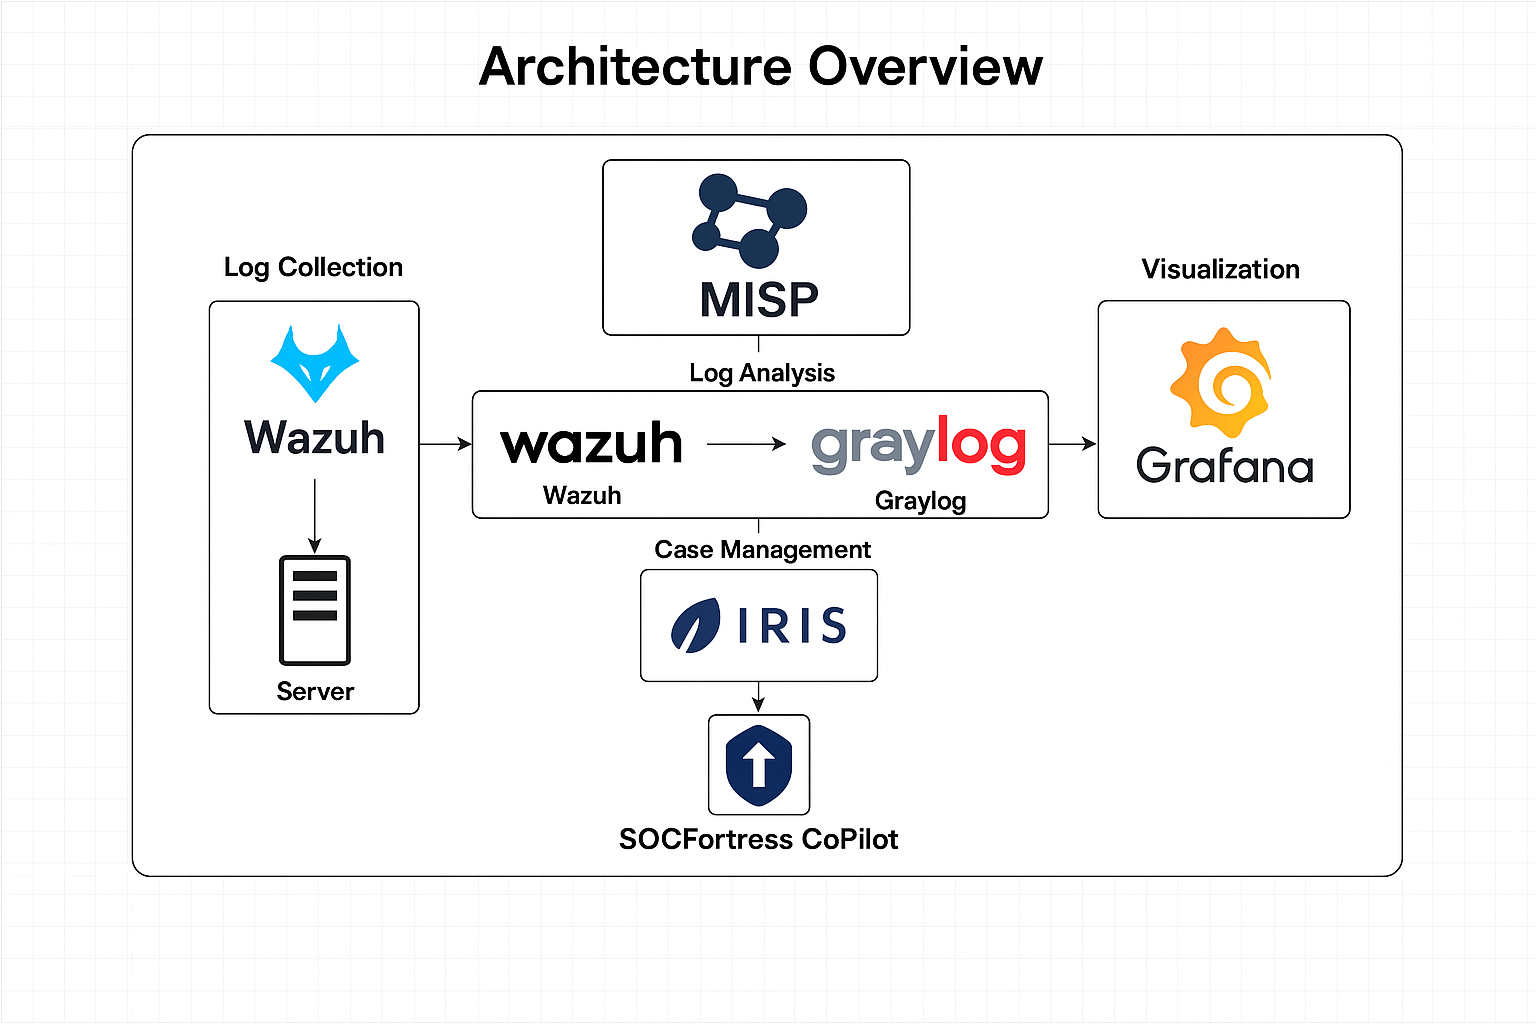 Architecture Overview
MISP
Log Collection
Wazuh
Server
Log Analysis
wazuh
Wazuh
graylog
Graylog
Visualization
Grafana
Case Management
IRIS
SOCFortress CoPilot